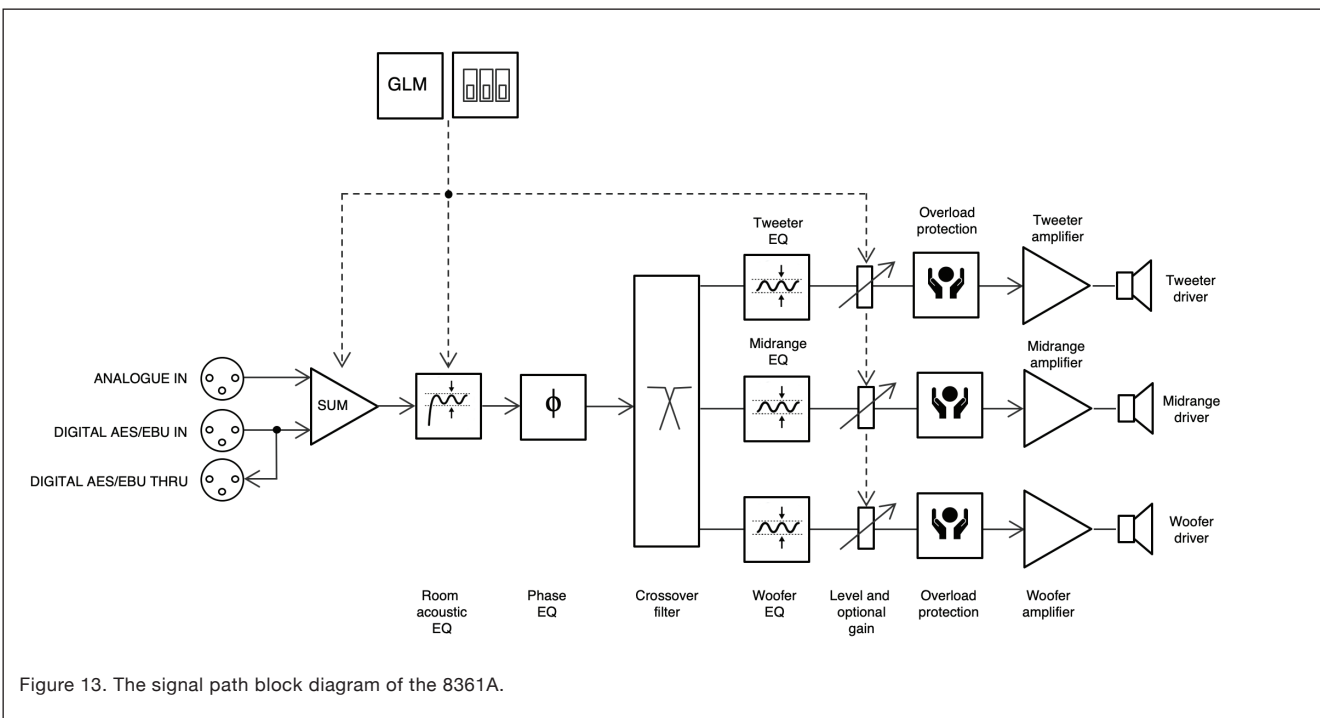 GLM
Tweeter
EQ
Overload
protection
Tweeter
amplifier
Tweeter
driver
Midrange
EQ
Midrange
amplifier
Midrange
driver
ANALOGUE IN
SUM
ϕ
DIGITAL AES/EBU IN
DIGITAL AES/EBU THRU
Woofer
driver
Room
acoustic
EQ
Phase
EQ
Crossover
filter
Woofer
EQ
Level and
optional
gain
Overload
protection
Woofer
amplifier
Figure 13. The signal path block diagram of the 8361A.